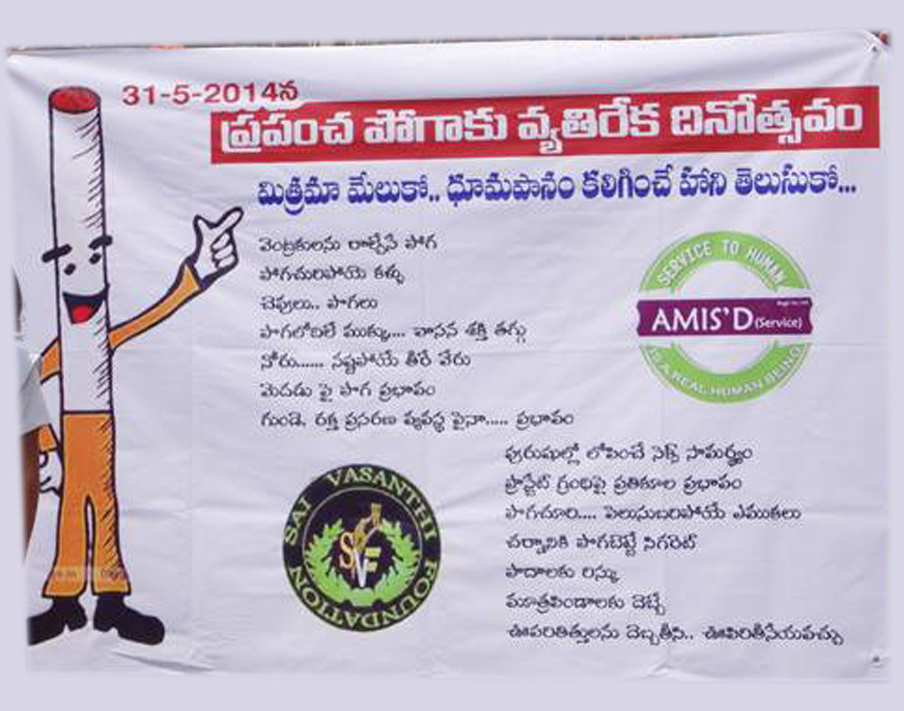 31-5-2014న
ప్రపంచ పోగాకు వ్యతిరేక దినోత్సవం
మిత్రమా మేలుకో.. ధూమపానం కలిగించే హాని తెలుసుకో...
వెంట్రుకలను రాల్చేసే పోగ
పోగచురిపోయె కళ్ళు
చెవులు.. పొగలు
పొగలోదిలే ముక్కు.... వాసన శక్తి తగ్గు
నోరు...... నష్టపోయే తీరే వేరు
మెదడు పై పొగ ప్రభావం
గుండె, రక్త ప్రసరణ వ్యవస్థ పైనా..... ప్రభావం
SERVICE TO HUMAN
AMIS'D (Service)
IS A REAL HUMAN BEING
పురుషుల్లో లోపించే సెక్స్ సామర్థ్యం
ప్రొస్టేట్ గ్రంథిపై ప్రతికూల ప్రభావం
పొగచూరి.... పెలుసుబరిపోయే ఎముకలు
చర్మానికి పొగబెట్టే సిగరెట్
పాదాలకు రిస్కు
మూత్రపిండాలకు దెబ్బే
ఊపరితిత్తులను దెబ్బతీసి.. ఊపిరితీసేయవచ్చు
SAI VASANTHI FOUNDATION
SVF